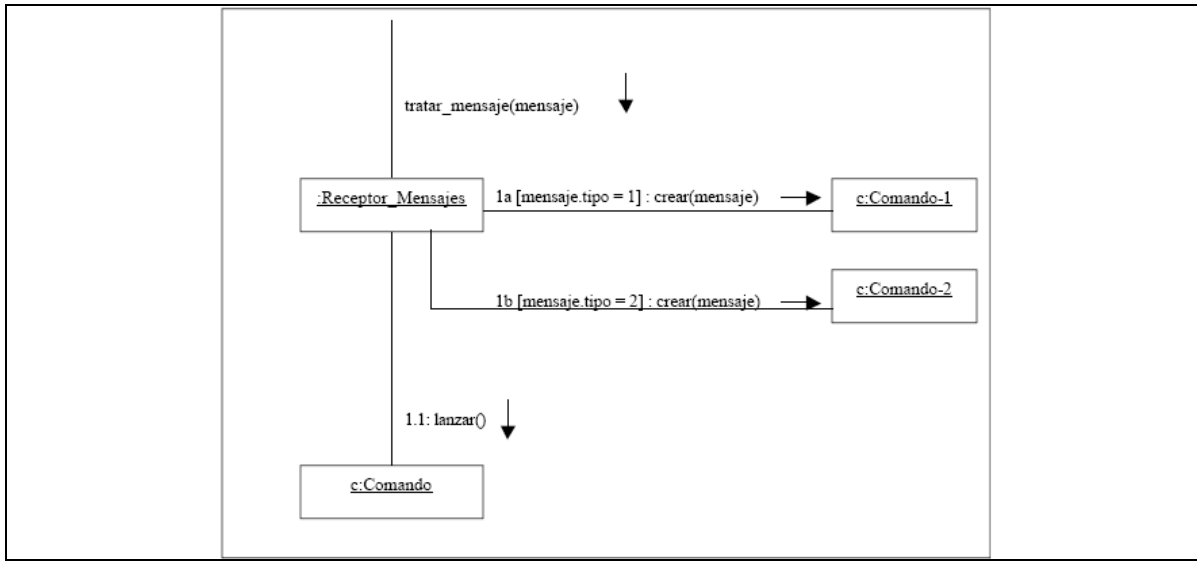 tratar_mensaje(mensaje)
:Receptor_Mensajes
1a [mensaje.tipo = 1] : crear(mensaje)
c:Comando-1
1b [mensaje.tipo = 2] : crear(mensaje)
c:Comando-2
1.1: lanzar()
c:Comando